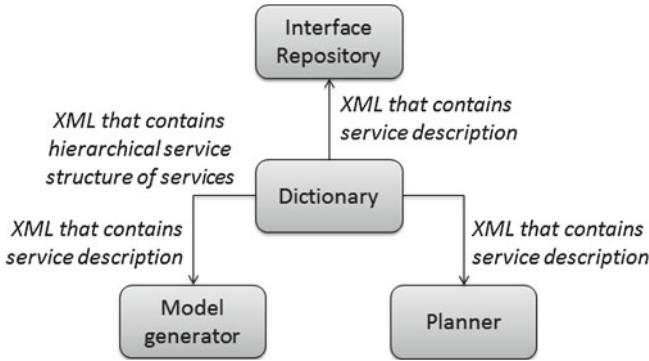 Interface
Repository
XML that contains
service description
XML that contains
hierarchical service
structure of services
Dictionary
XML that contains
service description
XML that contains
service description
Model
generator
Planner